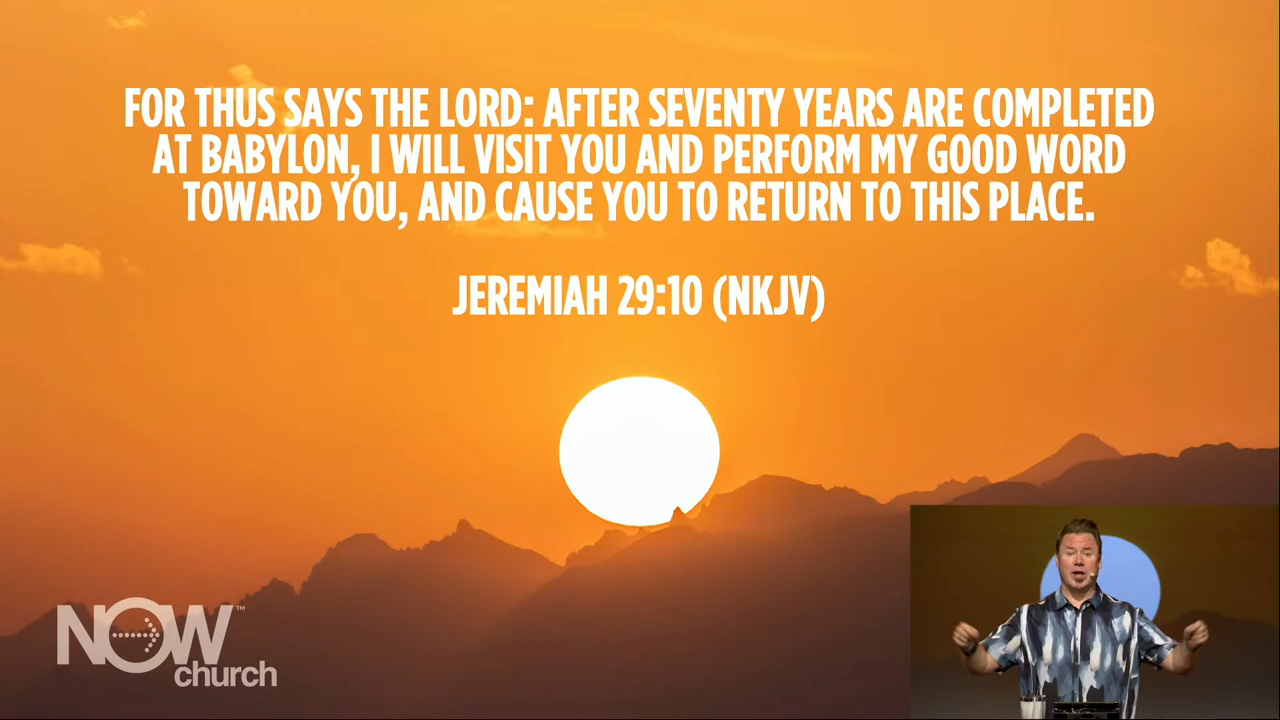 FOR THUS SAYS THE LORD: AFTER SEVENTY YEARS ARE COMPLETED
AT BABYLON, I WILL VISIT YOU AND PERFORM MY GOOD WORD
TOWARD YOU, AND CAUSE YOU TO RETURN TO THIS PLACE.
JEREMIAH 29:10 (NKJV)
NOW™
church